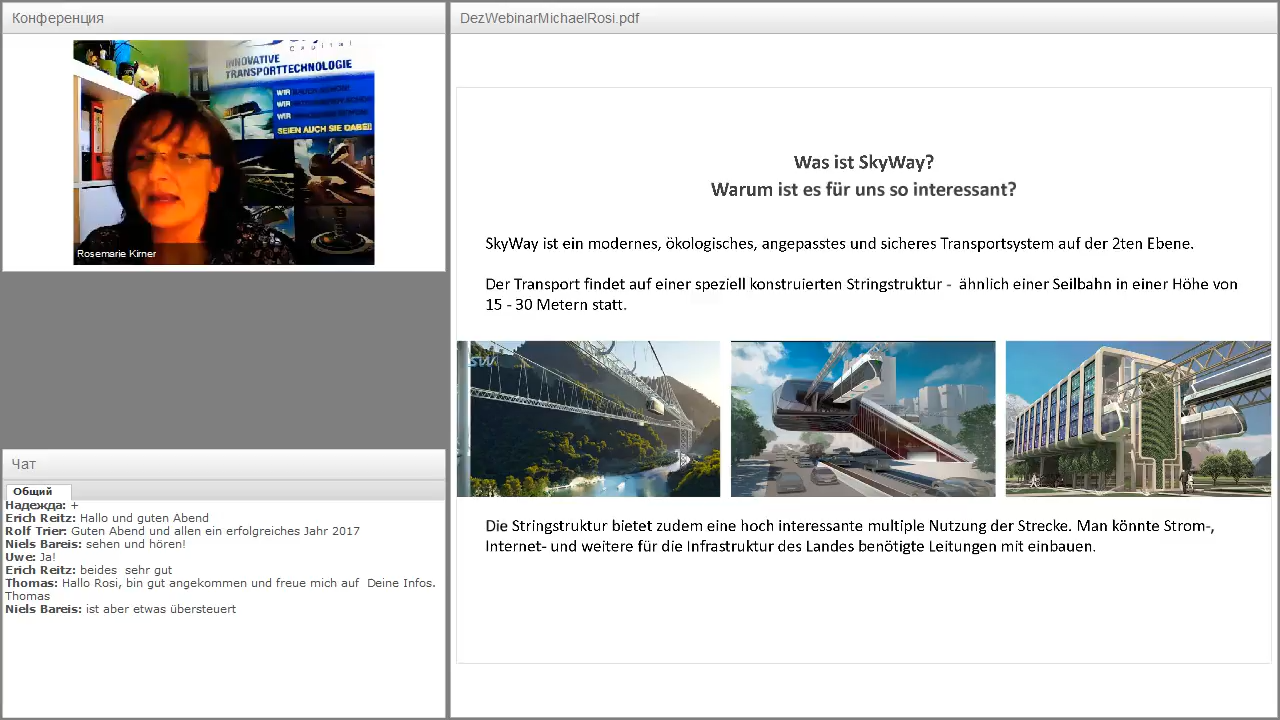 Конференция
Capital
INNOVATIVE
TRANSPORTTECHNOLOGIE
WIR
WIR
WIR
SEIEN AUCH SIE DABEI!
Rosemarie Kirner
Чат
Общий
Надежда: +
Erich Reitz: Hallo und guten Abend
Rolf Trier: Guten Abend und allen ein erfolgreiches Jahr 2017
Niels Bareis: sehen und hören!
Uwe: Ja!
Erich Reitz: beides sehr gut
Thomas: Hallo Rosi, bin gut angekommen und freue mich auf Deine Infos.
Thomas
Niels Bareis: ist aber etwas übersteuert
DezWebinarMichaelRosi.pdf
Was ist SkyWay?
Warum ist es für uns so interessant?
SkyWay ist ein modernes, ökologisches, angepasstes und sicheres Transportsystem auf der 2ten Ebene.
Der Transport findet auf einer speziell konstruierten Stringstruktur - ähnlich einer Seilbahn in einer Höhe von
15 - 30 Metern statt.
SW
Die Stringstruktur bietet zudem eine hoch interessante multiple Nutzung der Strecke. Man könnte Strom-,
Internet- und weitere für die Infrastruktur des Landes benötigte Leitungen mit einbauen.